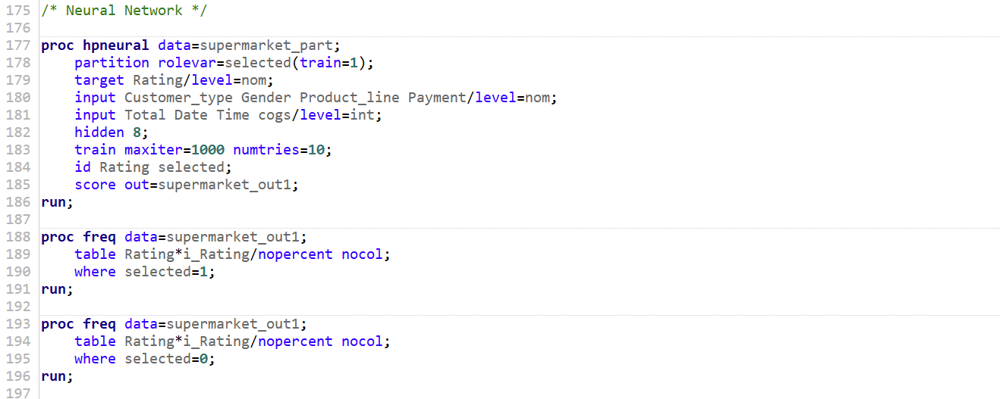 175 /* Neural Network */
176
177 proc hpneural data=supermarket_part;
178     partition rolevar=selected(train=1);
179     target Rating/level=nom;
180     input Customer_type Gender Product_line Payment/level=nom;
181     input Total Date Time cogs/level=int;
182     hidden 8;
183     train maxiter=1000 numtries=10;
184     id Rating selected;
185     score out=supermarket_out1;
186 run;
187
188 proc freq data=supermarket_out1;
189     table Rating*i_Rating/nopercent nocol;
190     where selected=1;
191 run;
192
193 proc freq data=supermarket_out1;
194     table Rating*i_Rating/nopercent nocol;
195     where selected=0;
196 run;
197